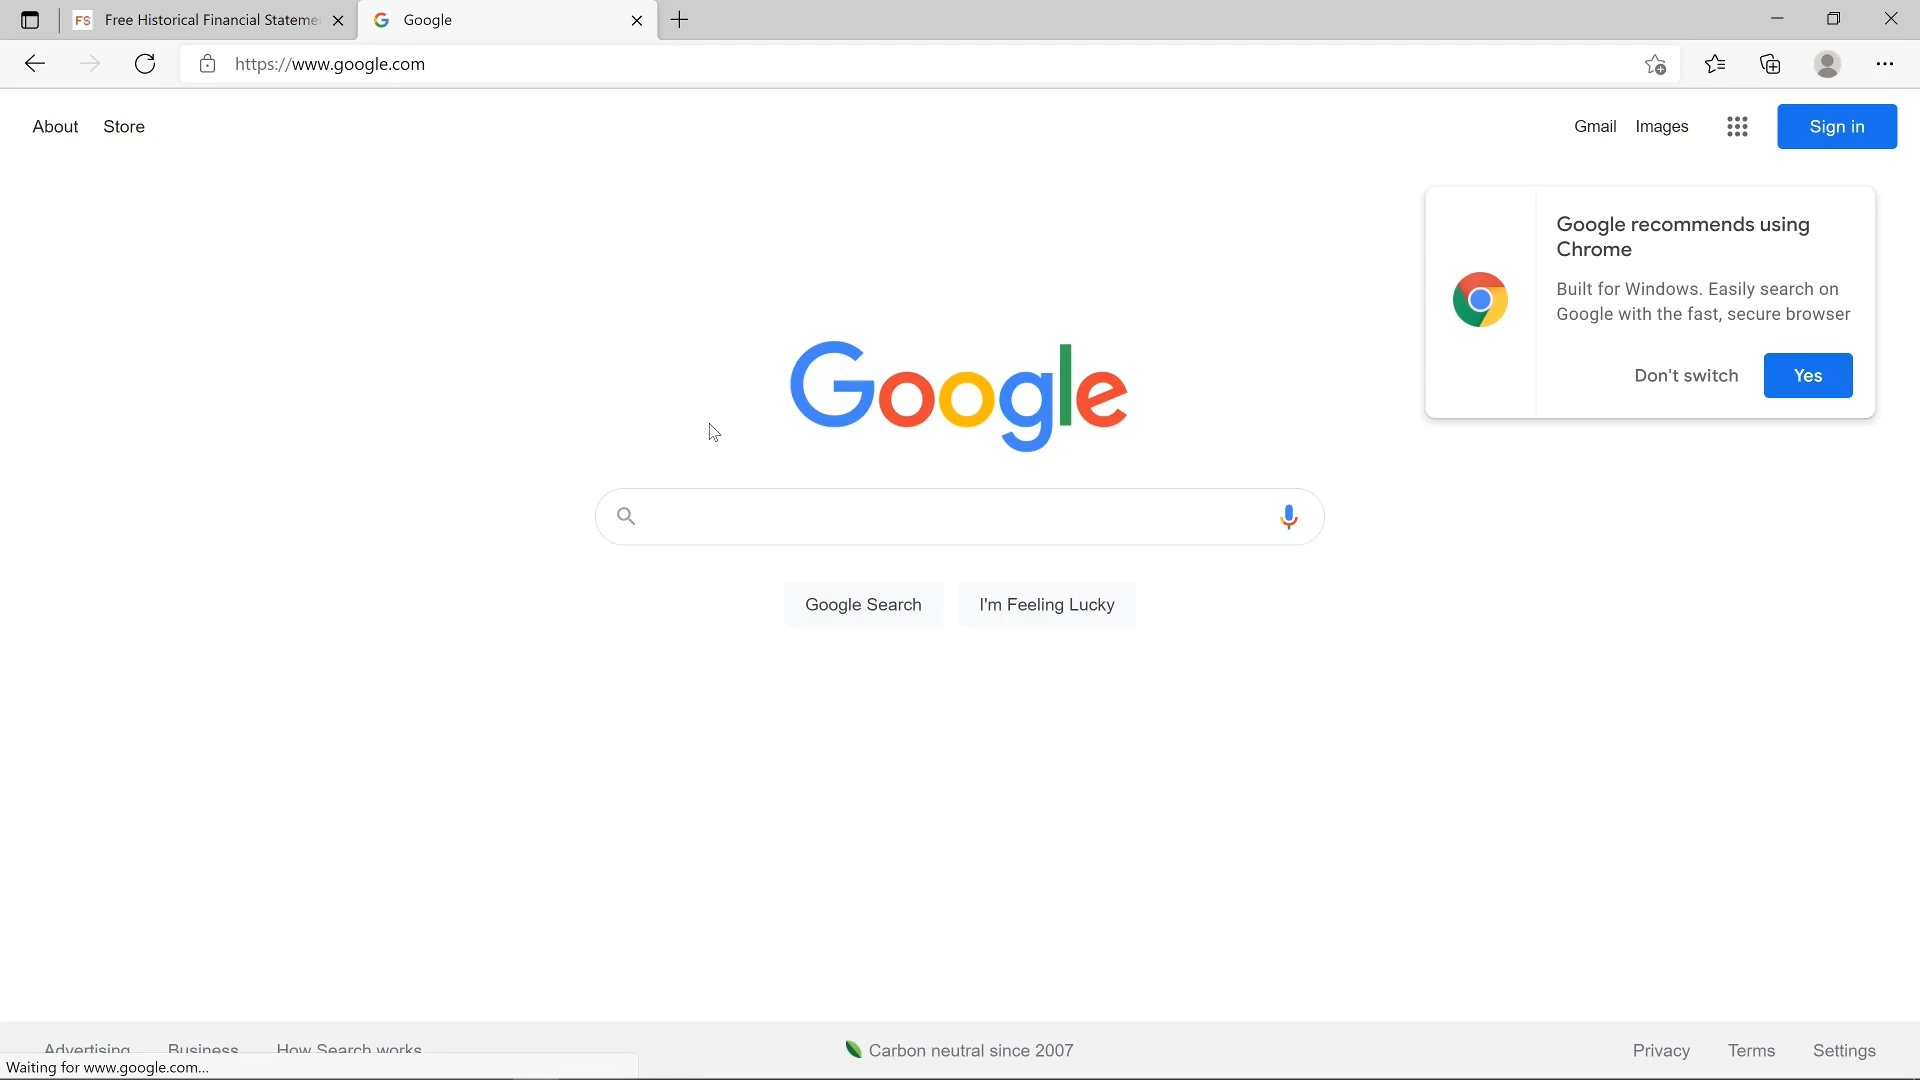 FS Free Historical Financial Stateme
Google
https://www.google.com
About Store
Gmail Images Sign in
Google recommends using
Chrome
Built for Windows. Easily search on
Google with the fast, secure browser
Don't switch Yes
Google
Google Search I'm Feeling Lucky
Advertising Business How Search works
Carbon neutral since 2007
Privacy Terms Settings
Waiting for www.google.com...